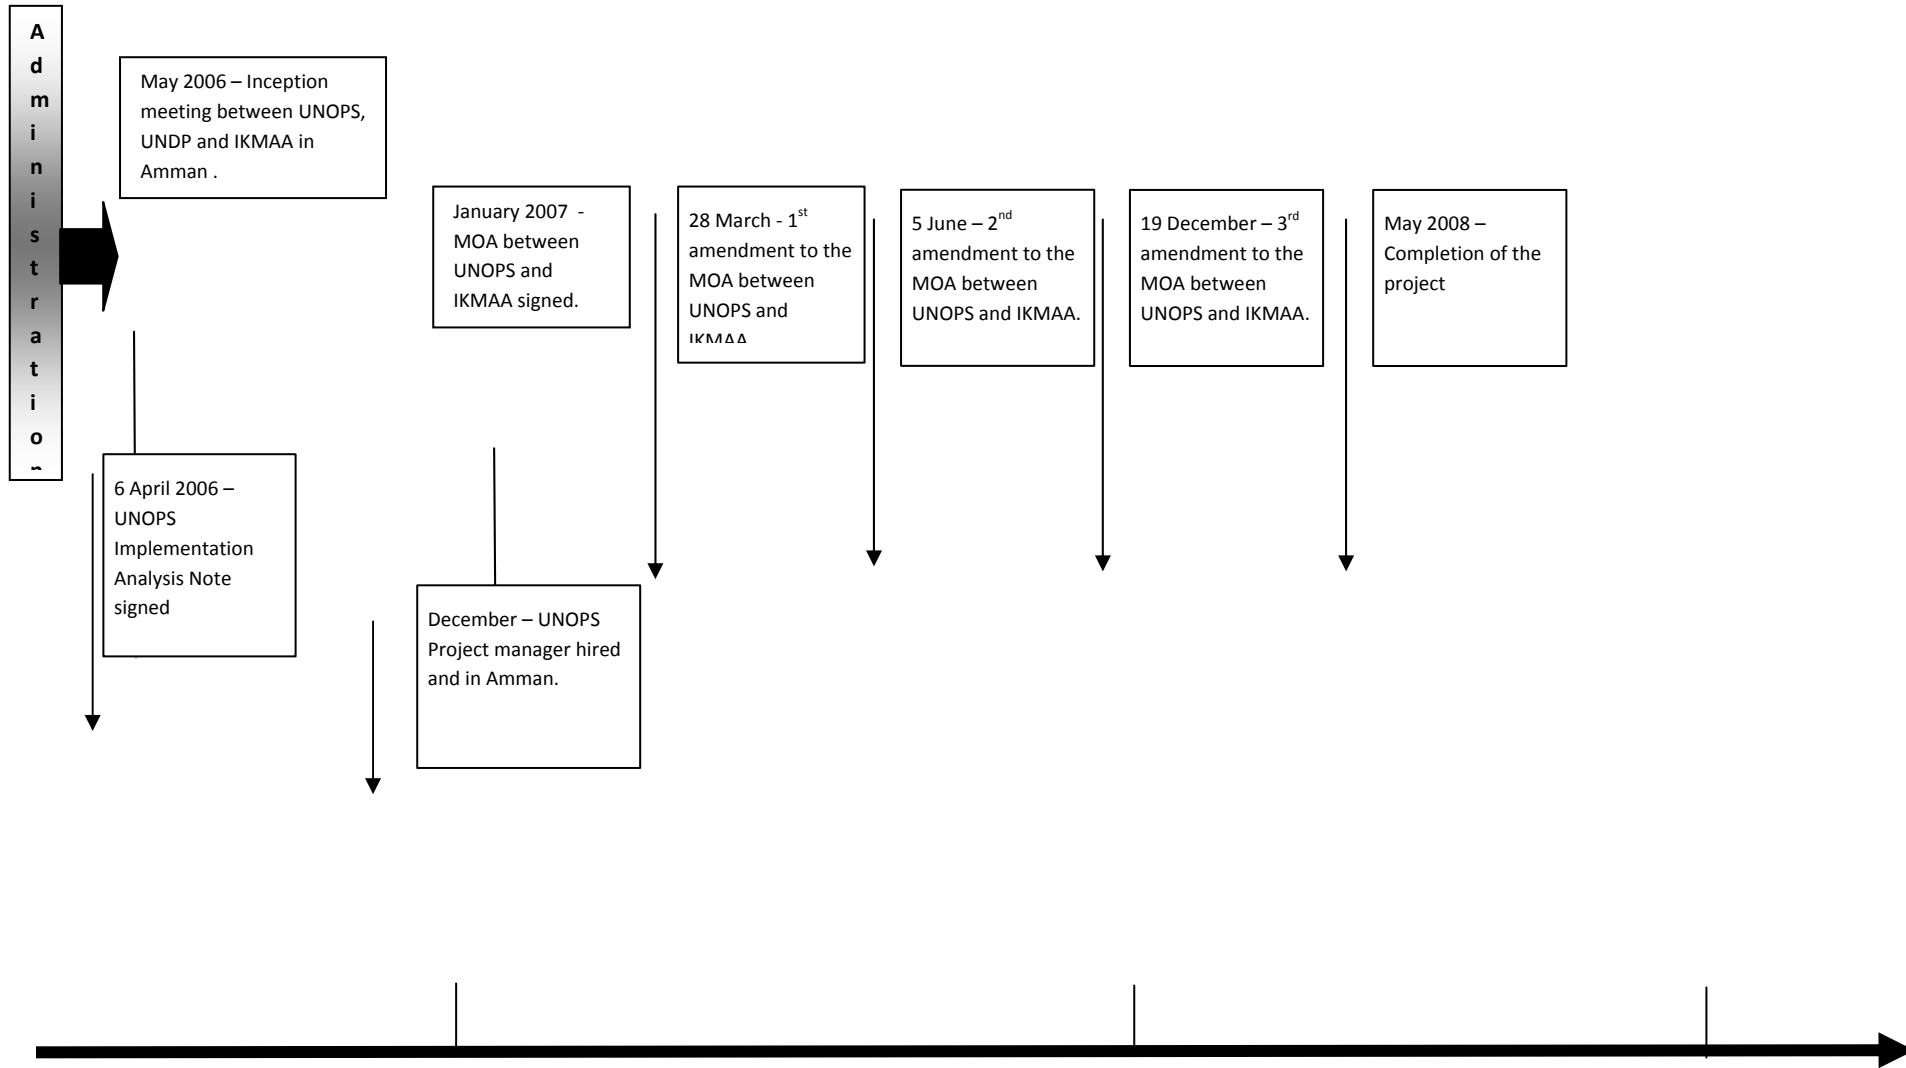 Administration
May 2006 – Inception
meeting between UNOPS,
UNDP and IKMAA in
Amman .
January 2007 -
MOA between
UNOPS and
IKMAA signed.
28 March - 1st
amendment to the
MOA between
UNOPS and
IKMAA
5 June – 2nd
amendment to the
MOA between
UNOPS and IKMAA.
19 December – 3rd
amendment to the
MOA between
UNOPS and IKMAA.
May 2008 –
Completion of the
project
6 April 2006 –
UNOPS
Implementation
Analysis Note
signed
December – UNOPS
Project manager hired
and in Amman.